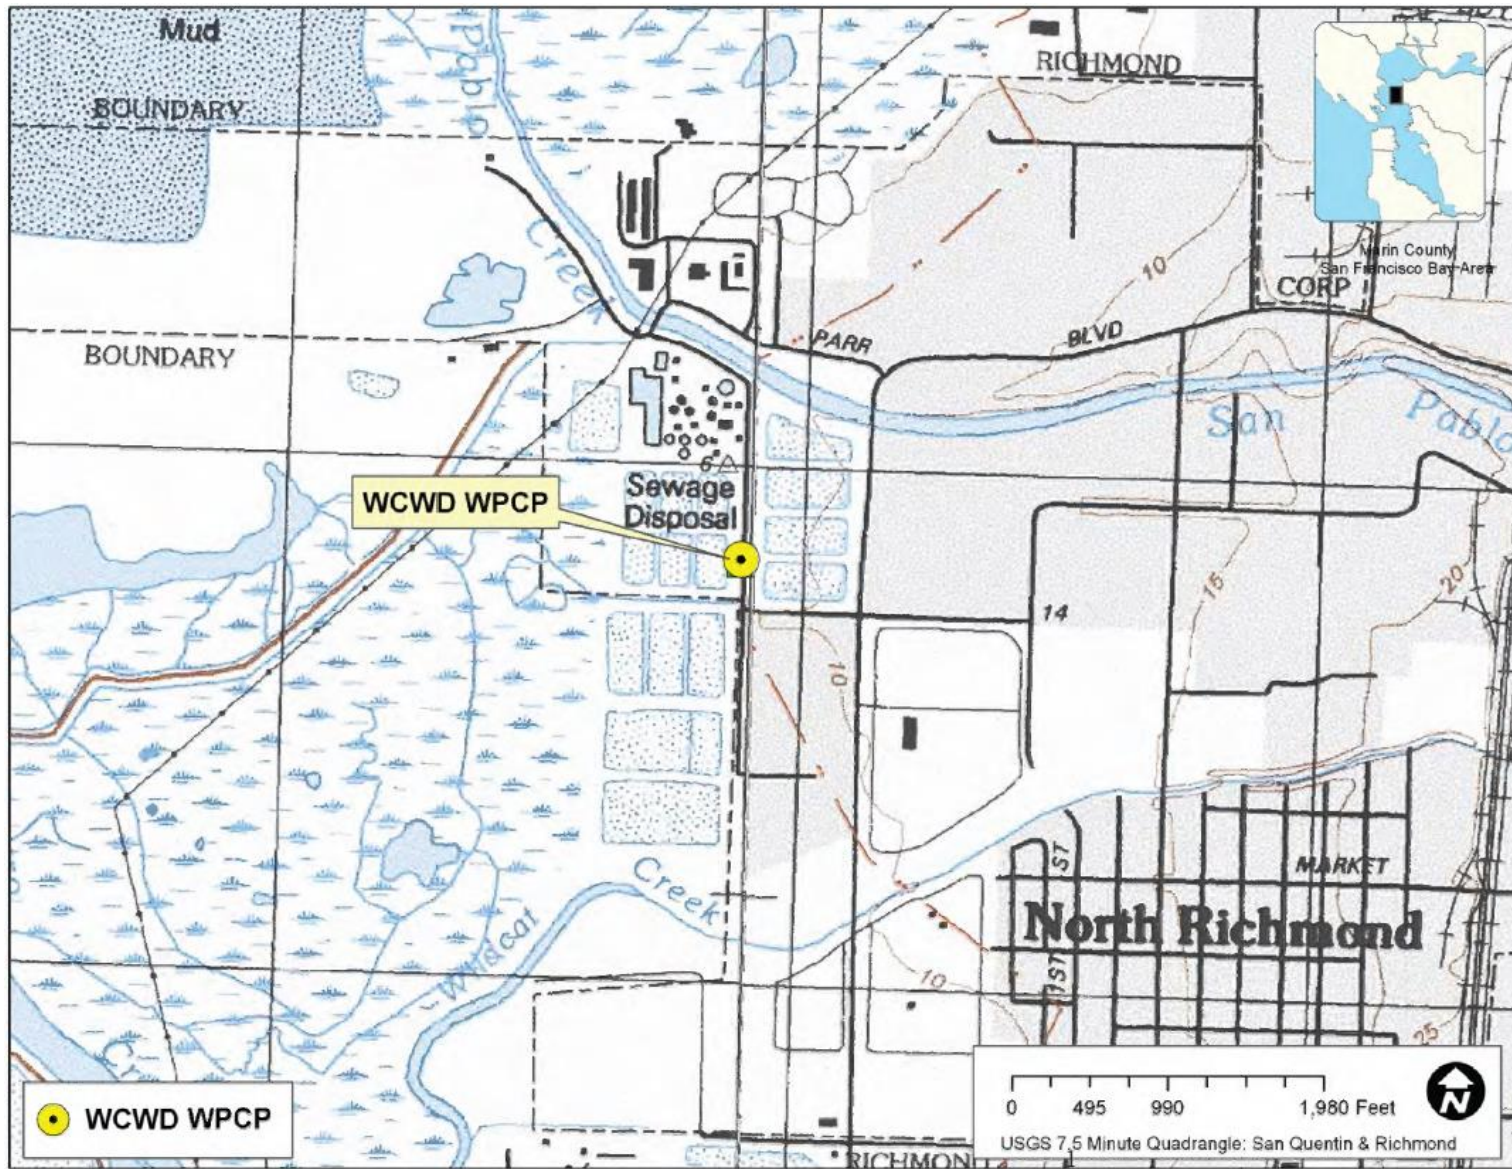 Mud
Pablo
Creek
RICHMOND
BOUNDARY
Marin County
San Francisco Bay Area
CORP
10
PARR
BLVD
BOUNDARY
San
Pablo
6
Sewage
Disposal
WCWD WPCP
14
15
20
10
Creek
Wildcat
MARKET
1ST
ST
North Richmond
10
25
Cr
WCWD WPCP
0 495 990 1,980 Feet
N
USGS 7.5 Minute Quadrangle: San Quentin & Richmond